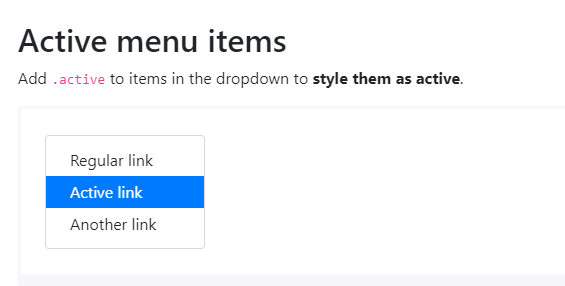 Active menu items
Add .active to items in the dropdown to style them as active.
Regular link
Active link
Another link